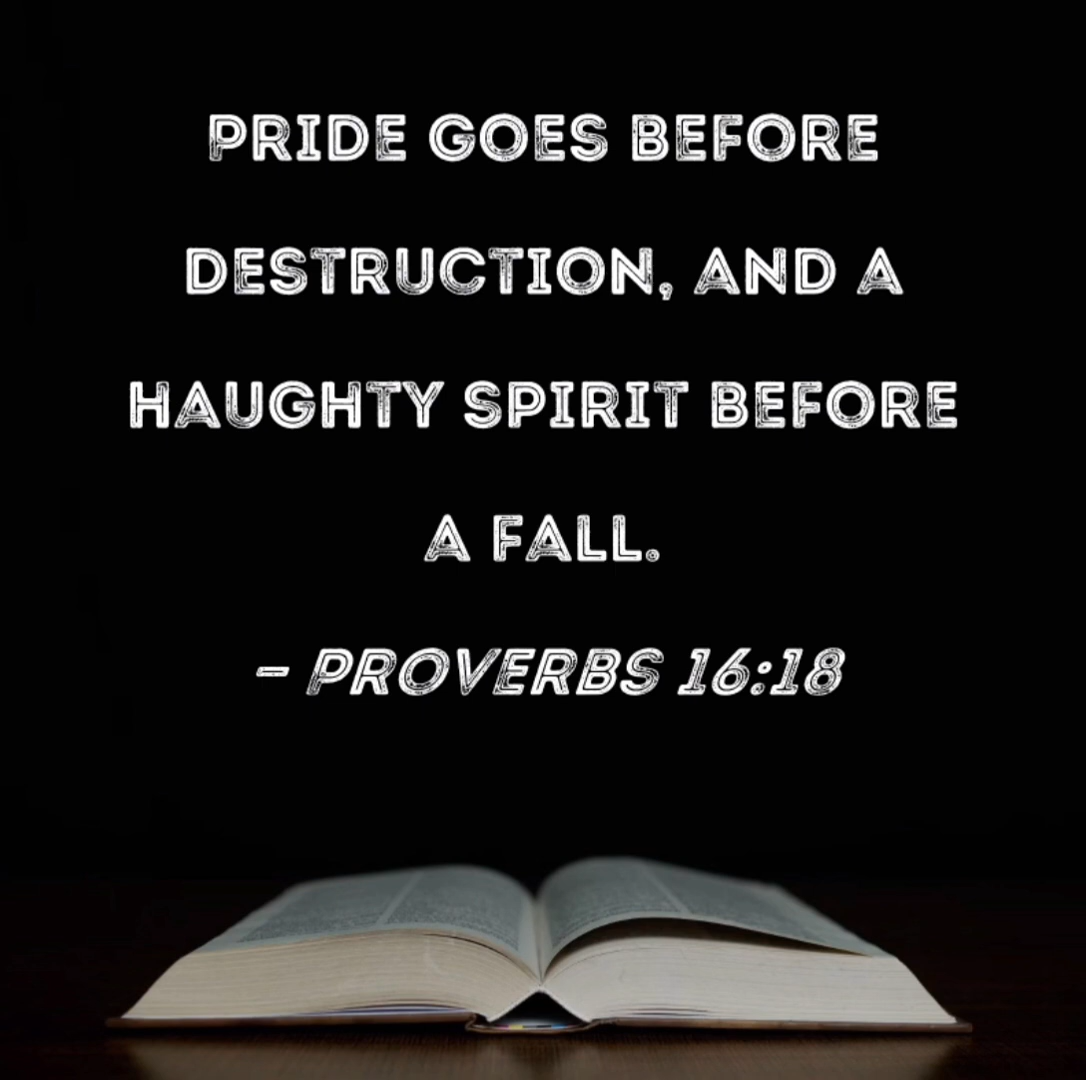 PRIDE GOES BEFORE
DESTRUCTION, AND A
HAUGHTY SPIRIT BEFORE
A FALL.
- PROVERBS 16:18